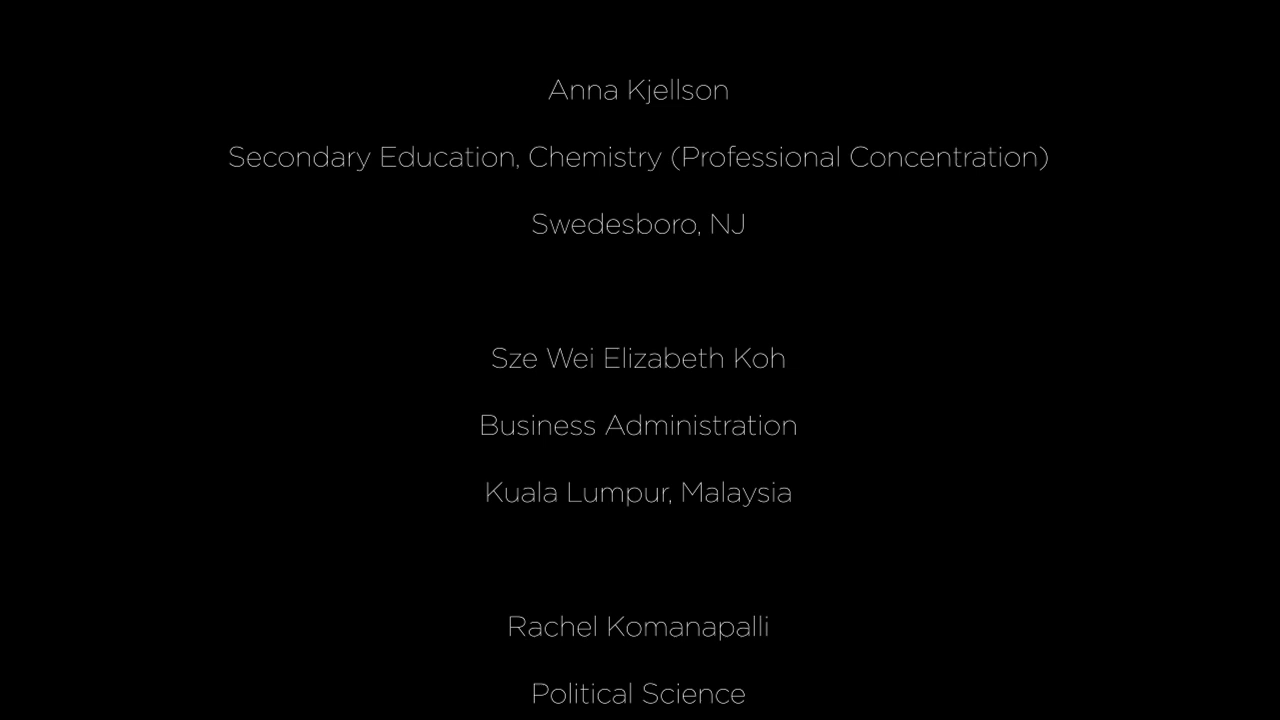 Anna Kjellson
Secondary Education, Chemistry (Professional Concentration)
Swedesboro, NJ
Sze Wei Elizabeth Koh
Business Administration
Kuala Lumpur, Malaysia
Rachel Komanapalli
Political Science